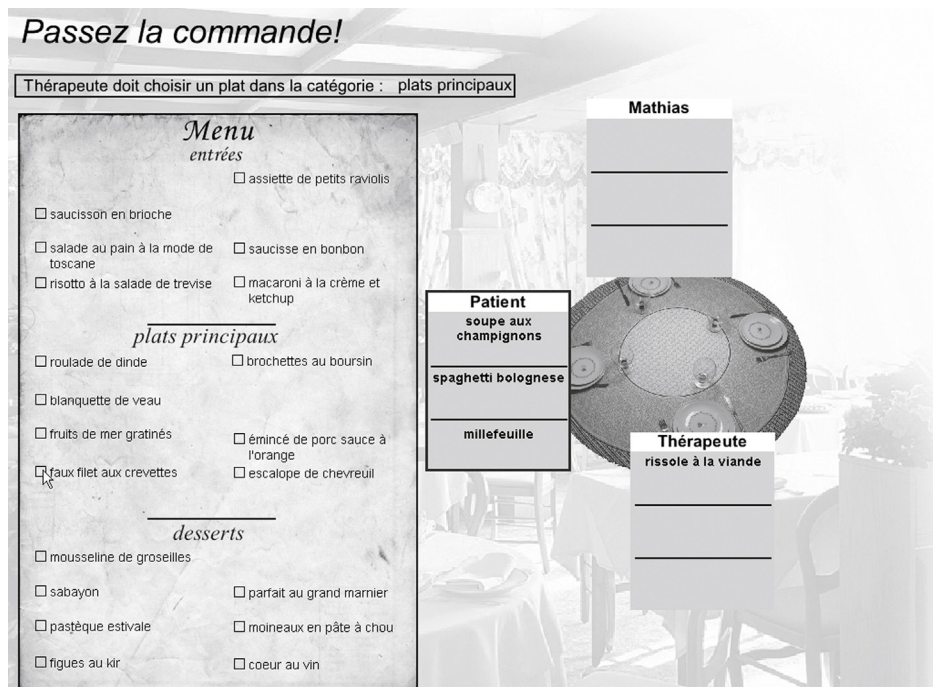 Passez la commande!
Thérapeute doit choisir un plat dans la catégorie : plats principaux
Menu
entrées
assiette de petits raviolis
saucisson en brioche
salade au pain à la mode de
toscane
saucisse en bonbon
risotto à la salade de trevise
macaroni à la crème et
ketchup
plats principaux
roulade de dinde
brochettes au boursin
blanquette de veau
fruits de mer gratinés
émincé de porc sauce à
l'orange
faux filet aux crevettes
escalope de chevreuil
desserts
mousseline de groseilles
sabayon
parfait au grand marnier
pastèque estivale
moineaux en pâte à chou
figues au kir
coeur au vin
Mathias
Patient
soupe aux
champignons
spaghetti bolognese
millefeuille
Thérapeute
rissole à la viande